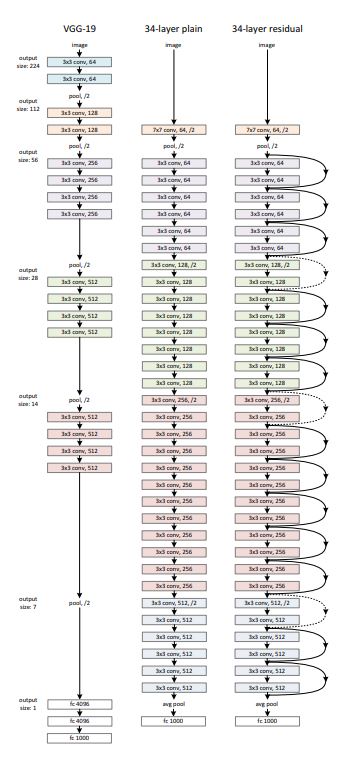 output
size: 224
output
size: 112
output
size: 56
output
size: 28
output
size: 14
output
size: 7
output
size: 1
VGG-19
image
3x3 conv, 64
3x3 conv, 64
pool, /2
3x3 conv, 128
3x3 conv, 128
pool, /2
3x3 conv, 256
3x3 conv, 256
3x3 conv, 256
3x3 conv, 256
pool, /2
3x3 conv, 512
3x3 conv, 512
3x3 conv, 512
3x3 conv, 512
pool, /2
3x3 conv, 512
3x3 conv, 512
3x3 conv, 512
3x3 conv, 512
pool, /2
fc 4096
fc 4096
fc 1000
34-layer plain
image
7x7 conv, 64, /2
pool, /2
3x3 conv, 64
3x3 conv, 64
3x3 conv, 64
3x3 conv, 64
3x3 conv, 64
3x3 conv, 64
3x3 conv, 128, /2
3x3 conv, 128
3x3 conv, 128
3x3 conv, 128
3x3 conv, 128
3x3 conv, 128
3x3 conv, 128
3x3 conv, 128
3x3 conv, 256, /2
3x3 conv, 256
3x3 conv, 256
3x3 conv, 256
3x3 conv, 256
3x3 conv, 256
3x3 conv, 256
3x3 conv, 256
3x3 conv, 256
3x3 conv, 256
3x3 conv, 256
3x3 conv, 256
3x3 conv, 512, /2
3x3 conv, 512
3x3 conv, 512
3x3 conv, 512
3x3 conv, 512
3x3 conv, 512
avg pool
fc 1000
34-layer residual
image
7x7 conv, 64, /2
pool, /2
3x3 conv, 64
3x3 conv, 64
3x3 conv, 64
3x3 conv, 64
3x3 conv, 64
3x3 conv, 64
3x3 conv, 128, /2
3x3 conv, 128
3x3 conv, 128
3x3 conv, 128
3x3 conv, 128
3x3 conv, 128
3x3 conv, 128
3x3 conv, 128
3x3 conv, 256, /2
3x3 conv, 256
3x3 conv, 256
3x3 conv, 256
3x3 conv, 256
3x3 conv, 256
3x3 conv, 256
3x3 conv, 256
3x3 conv, 256
3x3 conv, 256
3x3 conv, 256
3x3 conv, 256
3x3 conv, 512, /2
3x3 conv, 512
3x3 conv, 512
3x3 conv, 512
3x3 conv, 512
3x3 conv, 512
avg pool
fc 1000